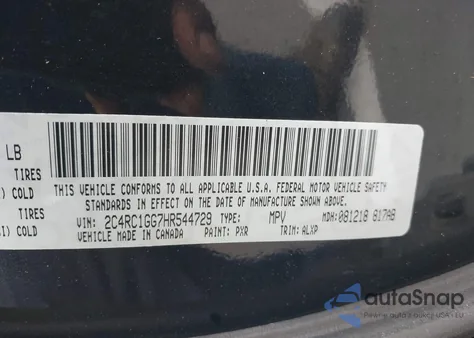 LB
TIRES
) COLD
TIRES
I) COLD
THIS VEHICLE CONFORMS TO ALL APPLICABLE U.S.A. FEDERAL MOTOR VEHICLE SAFETY
STANDARDS IN EFFECT ON THE DATE OF MANUFACTURE SHOWN ABOVE.
VIN: 2C4RC1GG7HR544729 TYPE: MPV MDH: 081218 817AB
VEHICLE MADE IN CANADA PAINT: PXR TRIM: ALXP
autoSnap